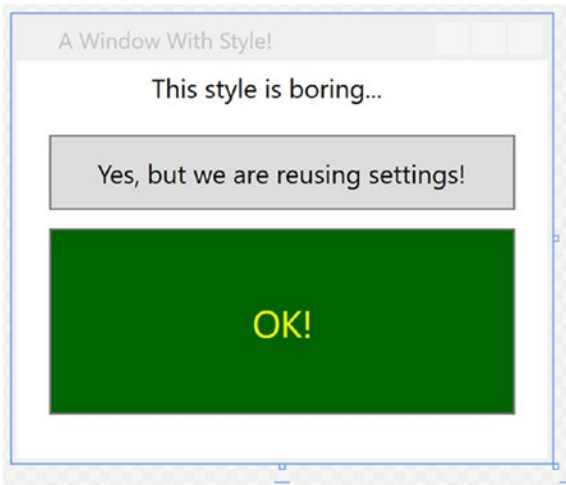 A Window With Style!
This style is boring...
Yes, but we are reusing settings!
OK!